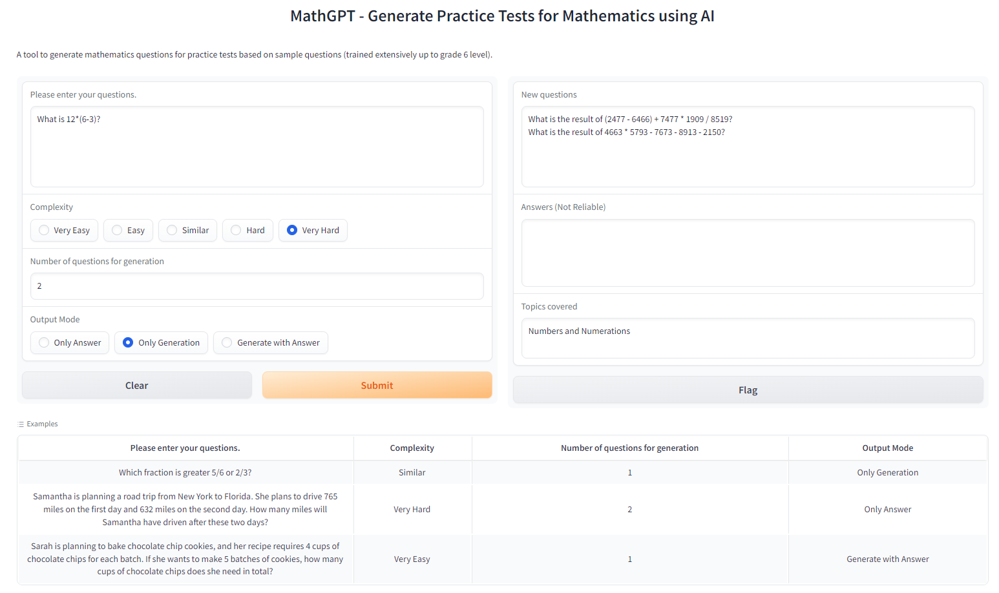 MathGPT - Generate Practice Tests for Mathematics using AI
A tool to generate mathematics questions for practice tests based on sample questions (trained extensively up to grade 6 level).
Please enter your questions.
What is 12*(6-3)?
Complexity
Very Easy
Easy
Similar
Hard
Very Hard
Number of questions for generation
2
Output Mode
Only Answer
Only Generation
Generate with Answer
Clear
Submit
New questions
What is the result of (2477 - 6466) + 7477 * 1909 / 8519?
What is the result of 4663 * 5793 - 7673 - 8913 - 2150?
Answers (Not Reliable)
Topics covered
Numbers and Numerations
Flag
Examples
Please enter your questions.
Complexity
Number of questions for generation
Output Mode
Which fraction is greater 5/6 or 2/3?
Similar
1
Only Generation
Samantha is planning a road trip from New York to Florida. She plans to drive 765
miles on the first day and 632 miles on the second day. How many miles will
Samantha have driven after these two days?
Very Hard
2
Only Answer
Sarah is planning to bake chocolate chip cookies, and her recipe requires 4 cups of
chocolate chips for each batch. If she wants to make 5 batches of cookies, how many
cups of chocolate chips does she need in total?
Very Easy
1
Generate with Answer